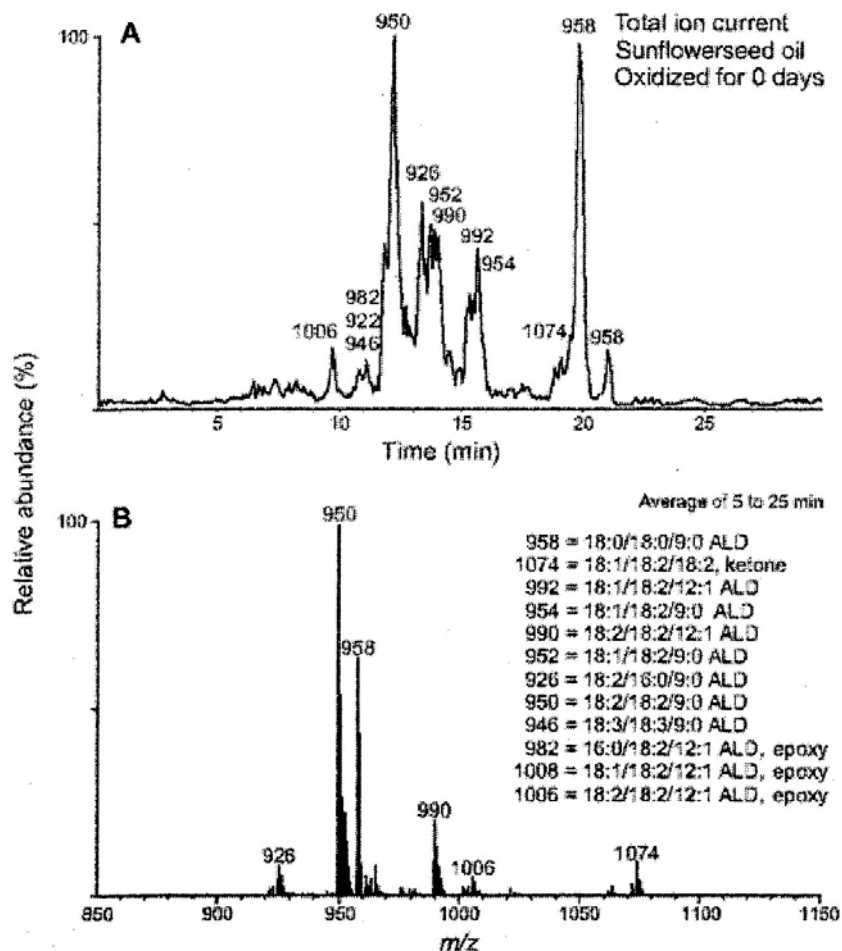 A
Total ion current
Sunflowerseed oil
Oxidized for 0 days
100
950
958
926
952
990
992
954
982
922
946
1006
1074
958
5
10
15
20
25
Time (min)
Relative abundance (%)
B
Average of 5 to 25 min
100
950
958
926
990
1006
1074
958 = 18:0/18:0/9:0 ALD
1074 = 18:1/18:2/18:2, ketone
992 = 18:1/18:2/12:1 ALD
954 = 18:1/18:2/9:0 ALD
990 = 18:2/18:2/12:1 ALD
952 = 18:1/18:2/9:0 ALD
926 = 18:2/16:0/9:0 ALD
950 = 18:2/18:2/9:0 ALD
946 = 18:3/18:3/9:0 ALD
982 = 16:0/18:2/12:1 ALD, epoxy
1008 = 18:1/18:2/12:1 ALD, epoxy
1006 = 18:2/18:2/12:1 ALD, epoxy
850
900
950
1000
1050
1100
1150
m/z